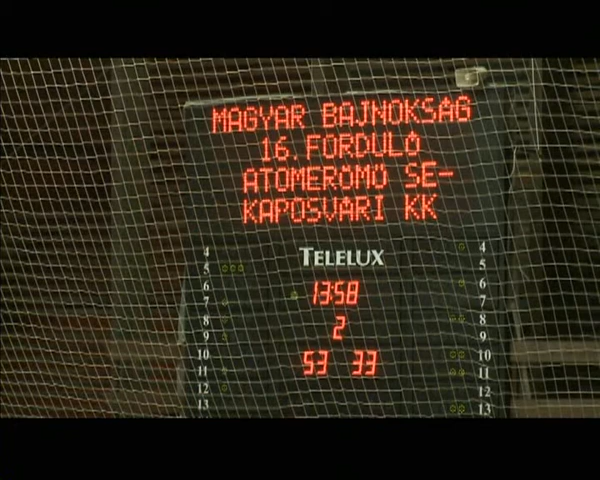 MAGYAR BAJNOKSÁG
16. FORDULÓ
ATOMERŐMŰ SE-
KAPOSVÁRI KK
TELELUX
4 4
5 5
6 6
7 13:58 7
8 2 8
9 9
10 53 33 10
11 11
12 12
13 13